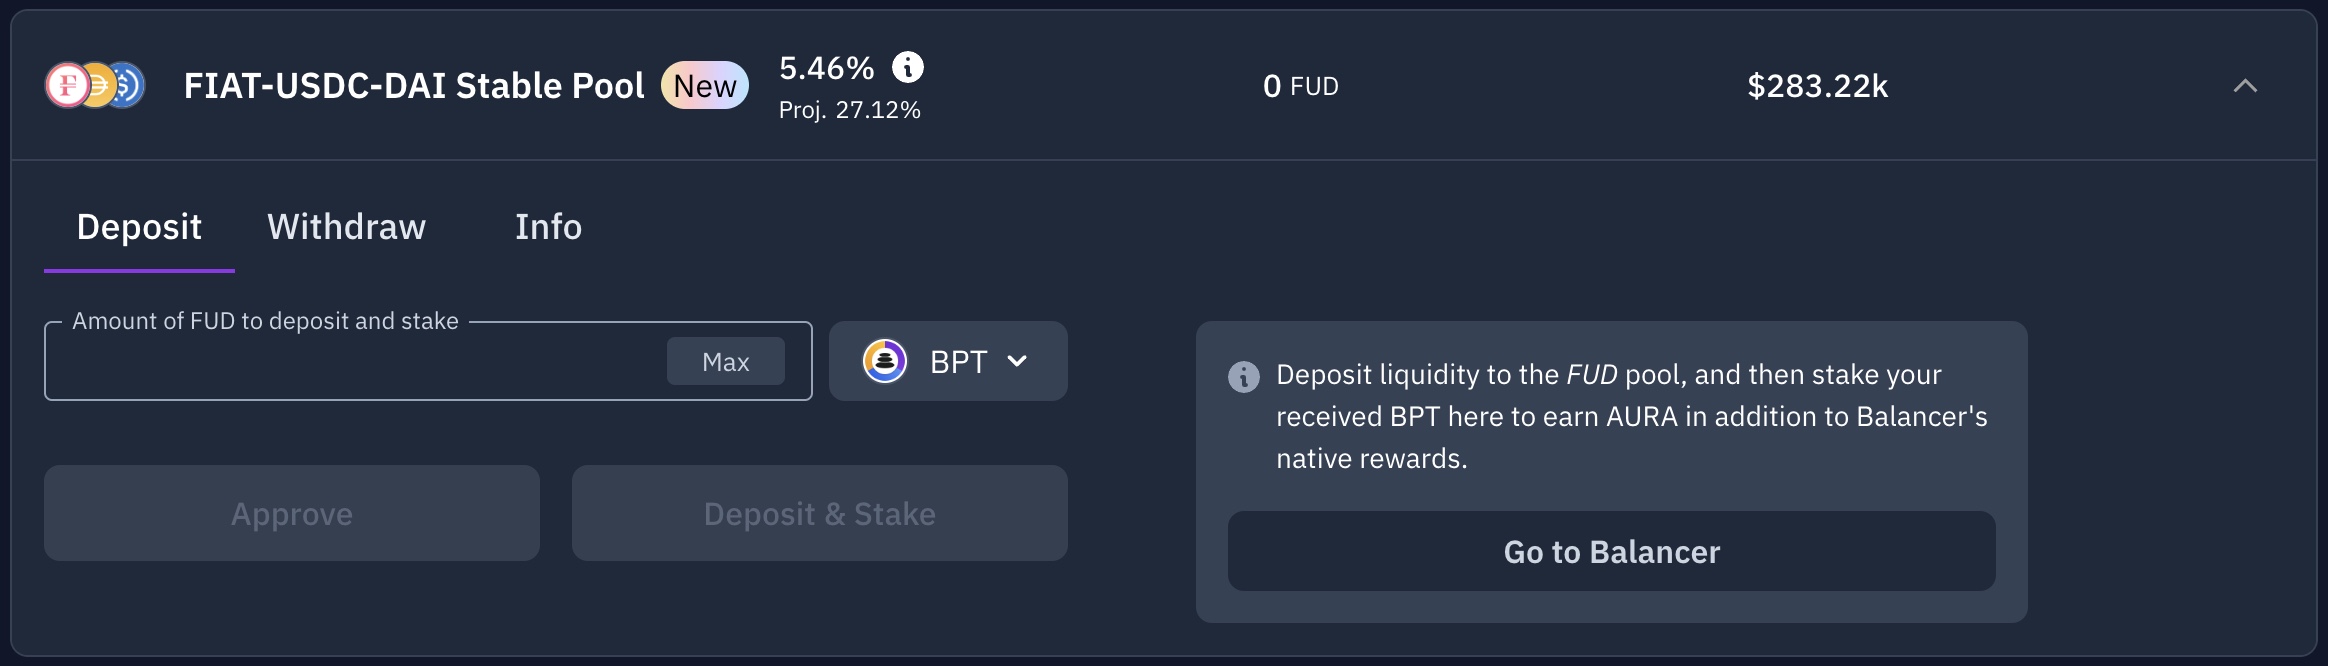 FIAT-USDC-DAI Stable Pool New
5.46%
Proj. 27.12%
0 FUD
$283.22k
Deposit Withdraw Info
Amount of FUD to deposit and stake
Max
BPT
Approve
Deposit & Stake
Deposit liquidity to the FUD pool, and then stake your
received BPT here to earn AURA in addition to Balancer's
native rewards.
Go to Balancer